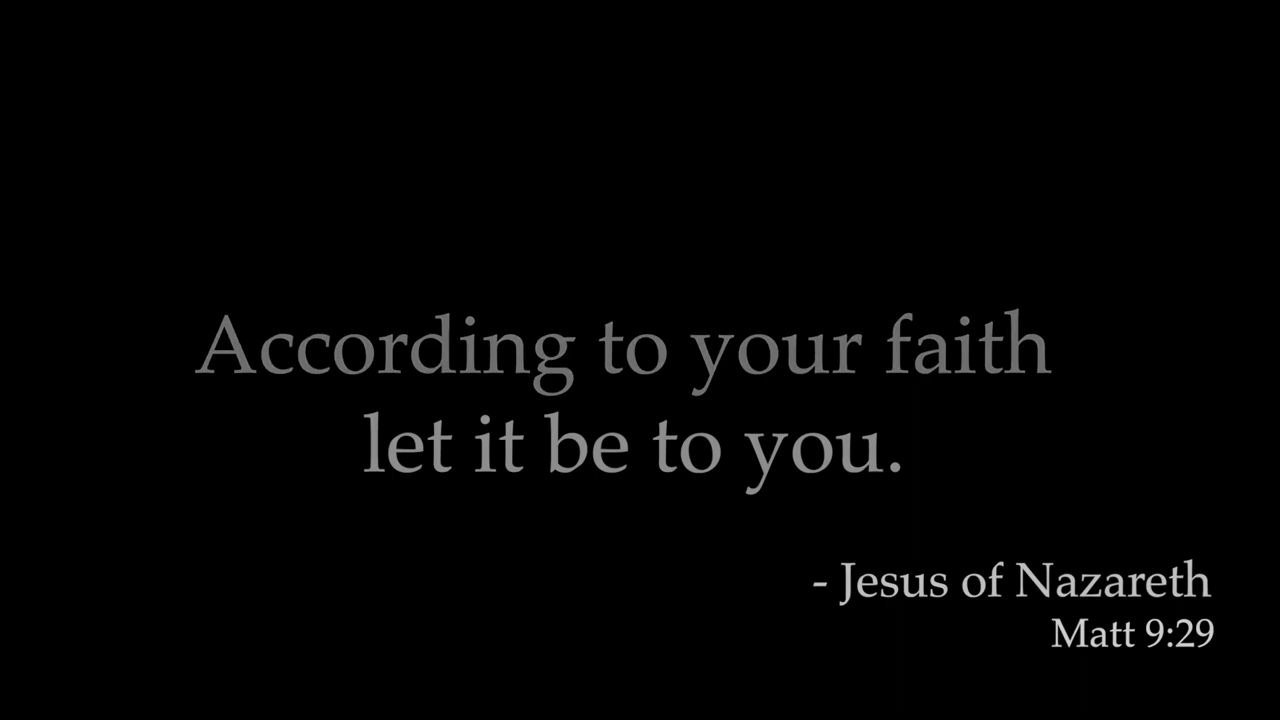 According to your faith
let it be to you.
- Jesus of Nazareth
Matt 9:29